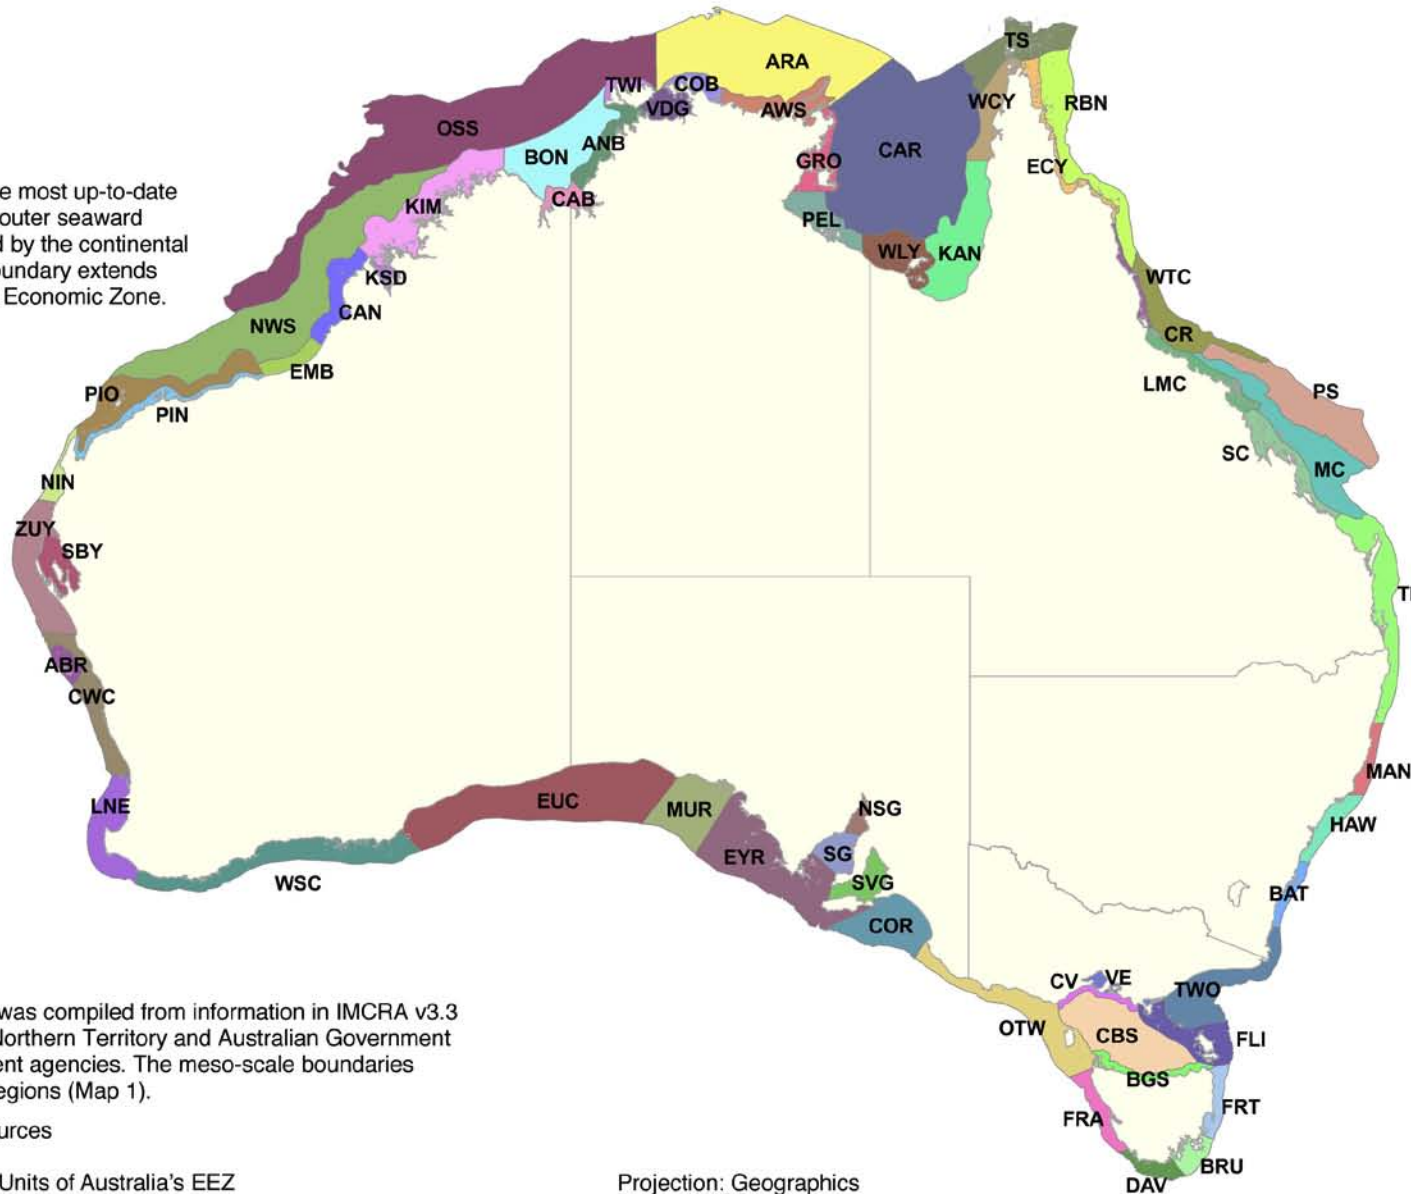 TS
ARA
TWI
COB
WCY
VDG
AWS
RBN
OSS
ANB
CAR
BON
GRO
ECY
e most up-to-date
CAB
outer seaward
KIM
PEL
d by the continental
WLY
KAN
oundary extends
KSD
WTC
Economic Zone.
CAN
NWS
CR
EMB
LMC
PIO
PS
PIN
SC
MC
NIN
ZUY
SBY
ABR
CWC
MAN
LNE
EUC
MUR
NSG
HAW
EYR
SG
WSC
SVG
BAT
COR
CV
VE
TWO
was compiled from information in IMCRA v3.3
OTW
CBS
FLI
Northern Territory and Australian Government
ent agencies. The meso-scale boundaries
BGS
egions (Map 1).
FRT
FRA
urces
BRU
Units of Australia's EEZ
Projection: Geographics
DAV